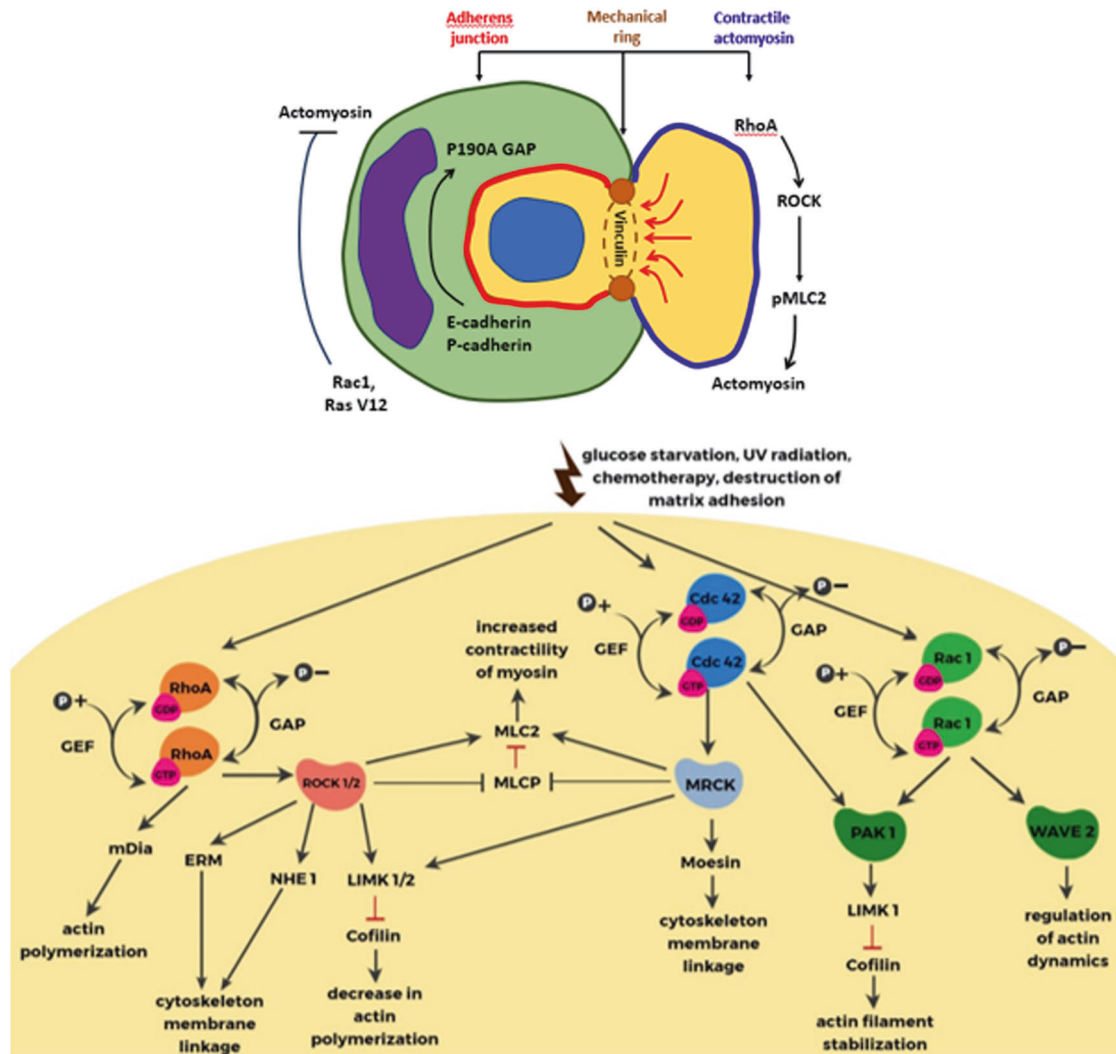 Adherens
junction
Mechanical
ring
Contractile
actomyosin
Actomyosin
P190A GAP
Vinculin
E-cadherin
P-cadherin
Rac1,
Ras V12
RhoA
ROCK
pMLC2
Actomyosin
glucose starvation, UV radiation,
chemotherapy, destruction of
matrix adhesion
P+
GEF
RhoA
GDP
RhoA
GTP
P–
GAP
increased
contractility
of myosin
MLC2
MLCP
P+
GEF
Cdc 42
GDP
Cdc 42
GTP
P–
GAP
P+
GEF
Rac 1
GDP
Rac 1
GTP
P–
GAP
ROCK 1/2
MRCK
PAK 1
WAVE 2
mDia
actin
polymerization
ERM
NHE 1
cytoskeleton
membrane
linkage
LIMK 1/2
Cofilin
decrease in
actin
polymerization
Moesin
cytoskeleton
membrane
linkage
LIMK 1
Cofilin
actin filament
stabilization
regulation
of actin
dynamics